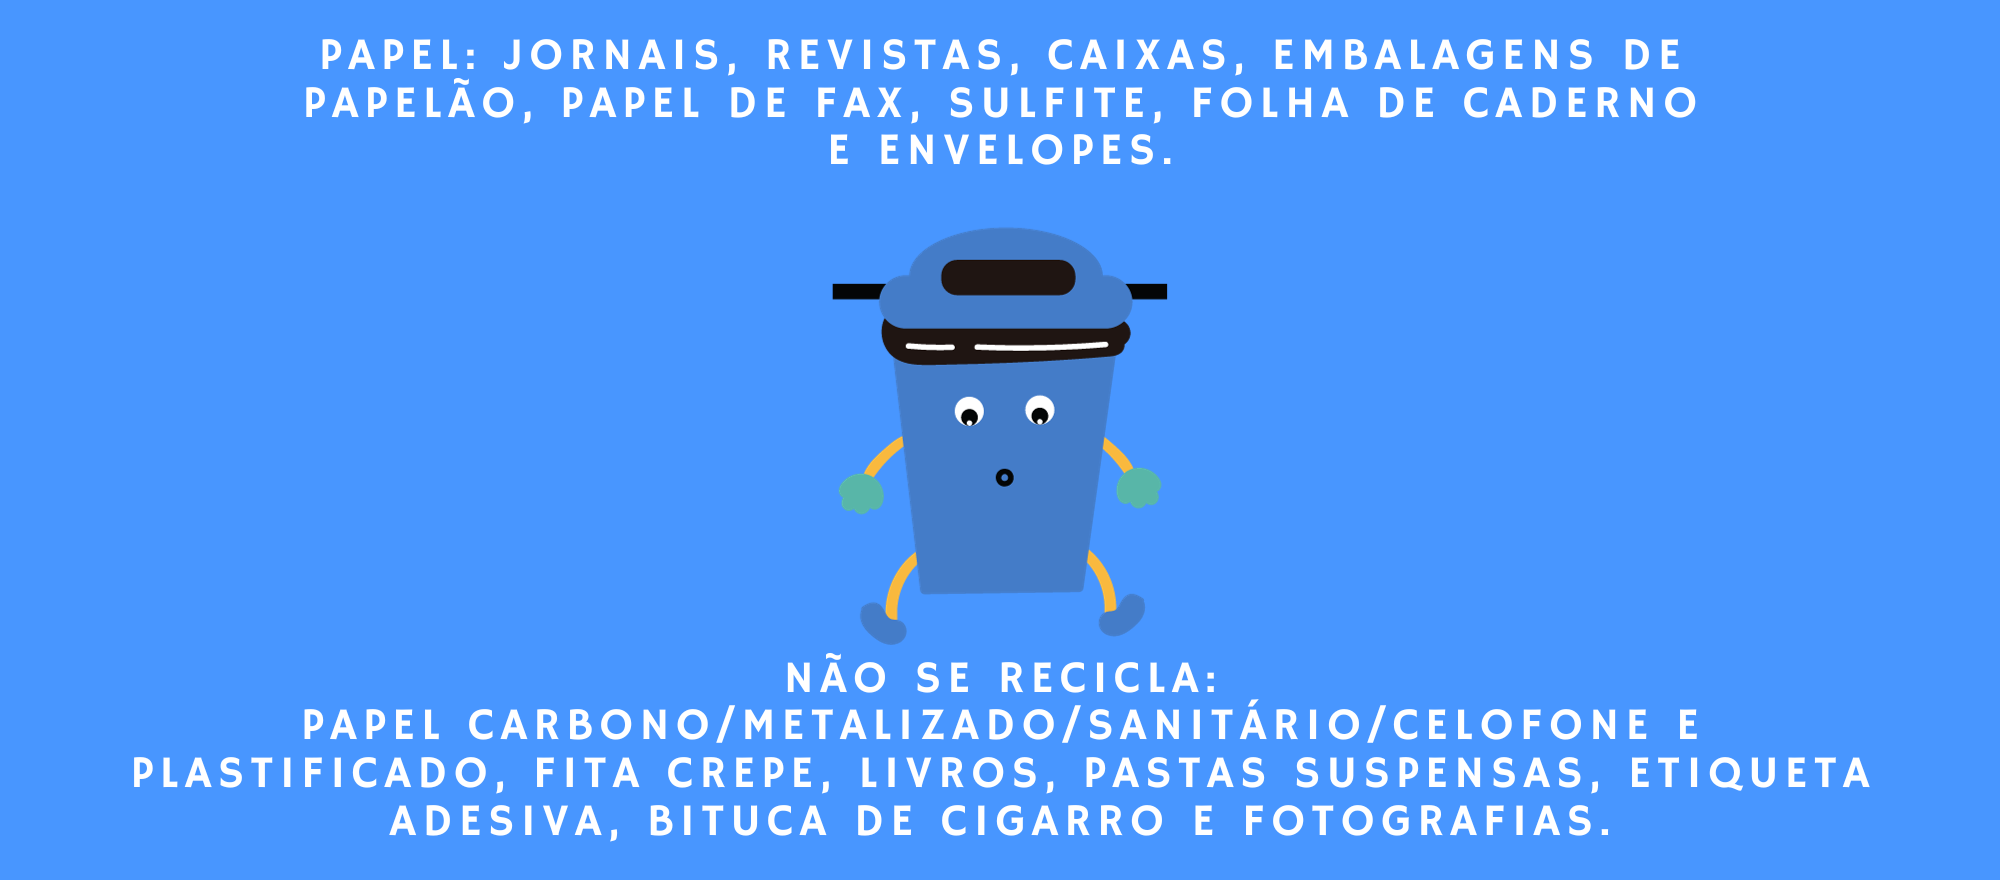 PAPEL: JORNAIS, REVISTAS, CAIXAS, EMBALAGENS DE
PAPELÃO, PAPEL DE FAX, SULFITE, FOLHA DE CADERNO
E ENVELOPES.
NÃO SE RECICLA:
PAPEL CARBONO/METALIZADO/SANITÁRIO/CELOFONE E
PLASTIFICADO, FITA CREPE, LIVROS, PASTAS SUSPENSAS, ETIQUETA
ADESIVA, BITUCA DE CIGARRO E FOTOGRAFIAS.